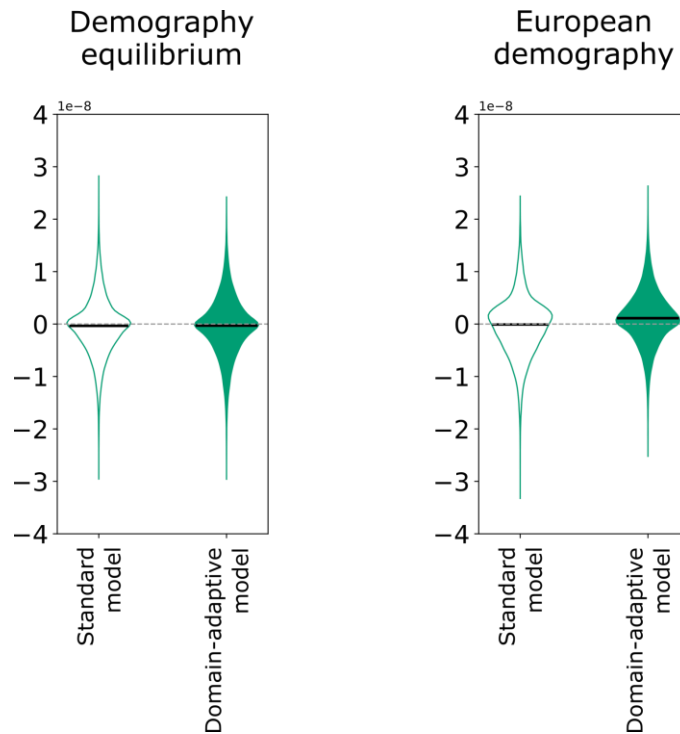 Demography
equilibrium
European
demography
1e−8
4
3
2
1
0
−1
−2
−3
−4
Standard
model
Domain-adaptive
model
1e−8
4
3
2
1
0
−1
−2
−3
−4
Standard
model
Domain-adaptive
model